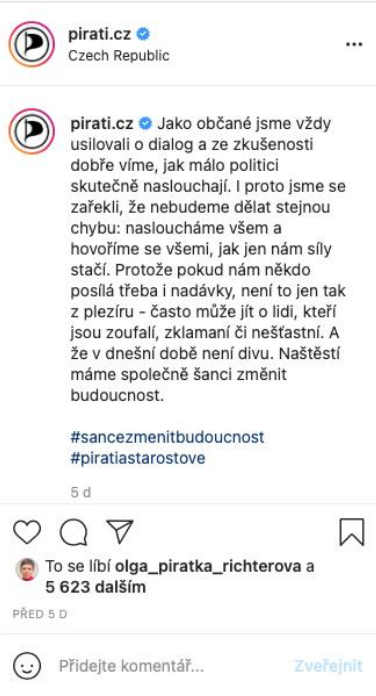 pirati.cz
Czech Republic
pirati.cz Jako občané jsme vždy
usilovali o dialog a ze zkušenosti
dobře víme, jak málo politici
skutečně naslouchají. I proto jsme se
zařekli, že nebudeme dělat stejnou
chybu: nasloucháme všem a
hovoříme se všemi, jak jen nám síly
stačí. Protože pokud nám někdo
posílá třeba i nadávky, není to jen tak
z plezíru - často může jít o lidi, kteří
jsou zoufalí, zklamaní či nešťastní. A
že v dnešní době není divu. Naštěstí
máme společně šanci změnit
budoucnost.
#sancezmenitbudoucnost
#piratiastarostove
5 d
To se líbí olga_piratka_richterova a
5 623 dalším
PŘED 5 D
Přidejte komentář... Zveřejnit